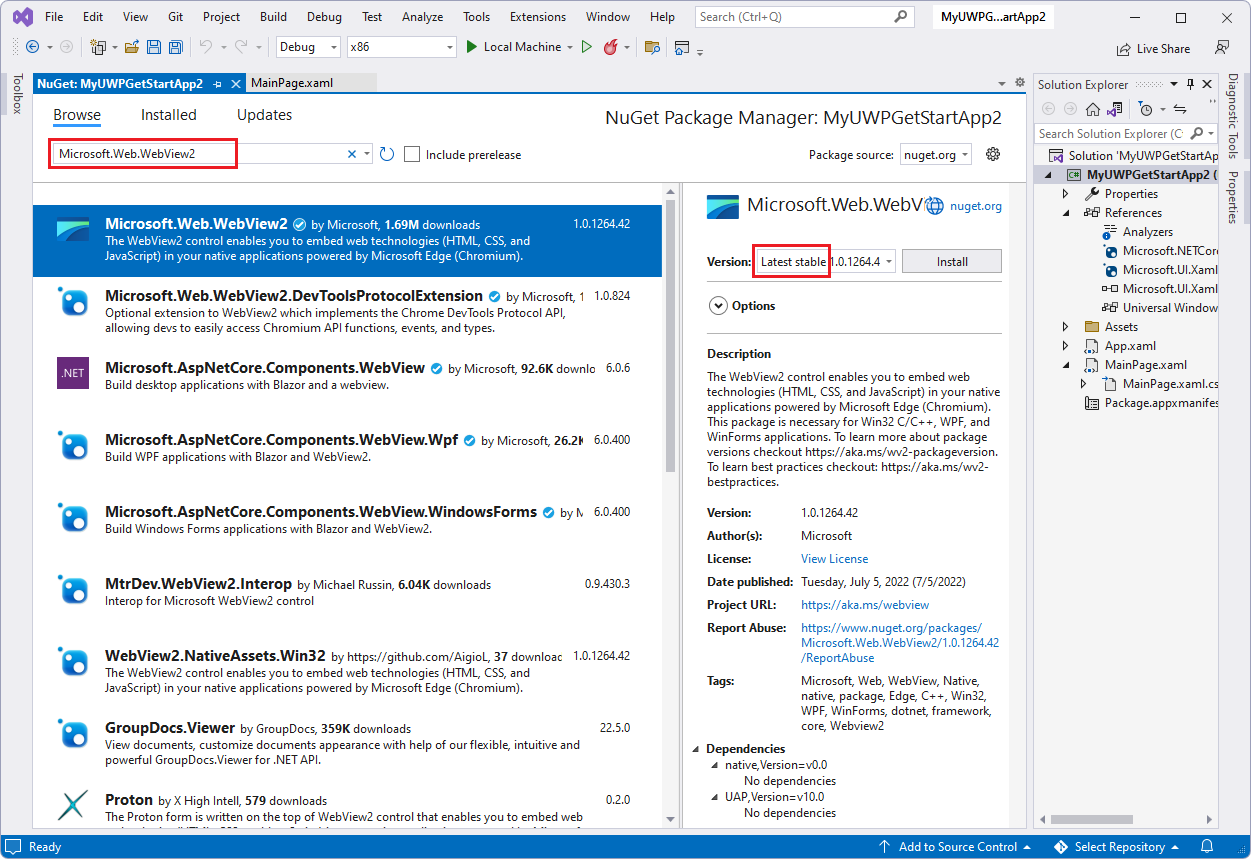 File Edit View Git Project Build Debug Test Analyze Tools Extensions Window Help Search (Ctrl+Q) MyUWPG...artApp2
Debug x86 Local Machine Live Share
Toolbox
NuGet: MyUWPGetStartApp2 MainPage.xaml
Browse Installed Updates
NuGet Package Manager: MyUWPGetStartApp2
Microsoft.Web.WebView2 Include prerelease
Package source: nuget.org
Microsoft.Web.WebView2 by Microsoft, 1.69M downloads 1.0.1264.42
The WebView2 control enables you to embed web technologies (HTML, CSS, and
JavaScript) in your native applications powered by Microsoft Edge (Chromium).
Microsoft.Web.WebView2.DevToolsProtocolExtension by Microsoft, 1 1.0.824
Optional extension to WebView2 which implements the Chrome DevTools Protocol API,
allowing devs to easily access Chromium API functions, events, and types.
.NET
Microsoft.AspNetCore.Components.WebView by Microsoft, 92.6K downlo 6.0.6
Build desktop applications with Blazor and a webview.
Microsoft.AspNetCore.Components.WebView.Wpf by Microsoft, 26.2K 6.0.400
Build WPF applications with Blazor and WebView2.
Microsoft.AspNetCore.Components.WebView.WindowsForms by M 6.0.400
Build Windows Forms applications with Blazor and WebView2.
MtrDev.WebView2.Interop by Michael Russin, 6.04K downloads 0.9.430.3
Interop for Microsoft WebView2 control
WebView2.NativeAssets.Win32 by https://github.com/AigioL, 37 downloac 1.0.1264.42
The WebView2 control enables you to embed web technologies (HTML, CSS, and
JavaScript) in your native applications powered by Microsoft Edge (Chromium).
GroupDocs.Viewer by GroupDocs, 359K downloads 22.5.0
View documents, customize documents appearance with help of our flexible, intuitive and
powerful GroupDocs.Viewer for .NET API.
Proton by X High Intell, 579 downloads 0.2.0
The Proton form is written on the top of WebView2 control that enables you to embed web
Microsoft.Web.WebV nuget.org
Version: Latest stable 1.0.1264.4 Install
Options
Description
The WebView2 control enables you to embed web
technologies (HTML, CSS, and JavaScript) in your native
applications powered by Microsoft Edge (Chromium).
This package is necessary for Win32 C/C++, WPF, and
WinForms applications. To learn more about package
versions checkout https://aka.ms/wv2-packageversion.
To learn best practices checkout: https://aka.ms/wv2-
bestpractices.
Version: 1.0.1264.42
Author(s): Microsoft
License: View License
Date published: Tuesday, July 5, 2022 (7/5/2022)
Project URL: https://aka.ms/webview
Report Abuse: https://www.nuget.org/packages/
Microsoft.Web.WebView2/1.0.1264.42
/ReportAbuse
Tags: Microsoft, Web, WebView, Native,
native, package, Edge, C++, Win32,
WPF, WinForms, dotnet, framework,
core, Webview2
Dependencies
native,Version=v0.0
No dependencies
UAP,Version=v10.0
No dependencies
Solution Explorer
Search Solution Explorer (C
Solution 'MyUWPGetStartAp
C# MyUWPGetStartApp2 (
Properties
References
Analyzers
Microsoft.NETCore
Microsoft.UI.Xaml
Microsoft.UI.Xaml
Universal Window
Assets
App.xaml
MainPage.xaml
MainPage.xaml.cs
Package.appxmanifes
Diagnostic Tools
Properties
Ready Add to Source Control Select Repository